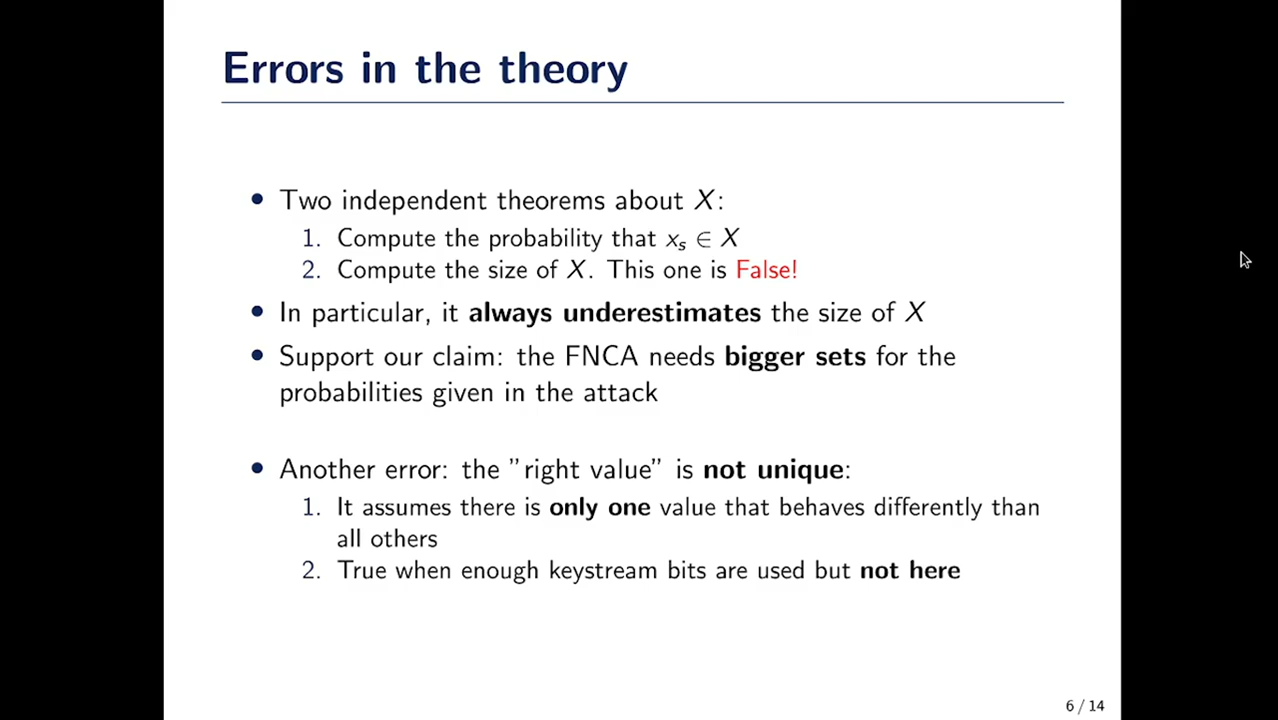 Errors in the theory
• Two independent theorems about X:
1. Compute the probability that xₛ ∈ X
2. Compute the size of X. This one is False!
• In particular, it always underestimates the size of X
• Support our claim: the FNCA needs bigger sets for the
probabilities given in the attack
• Another error: the ”right value” is not unique:
1. It assumes there is only one value that behaves differently than
all others
2. True when enough keystream bits are used but not here
6 / 14